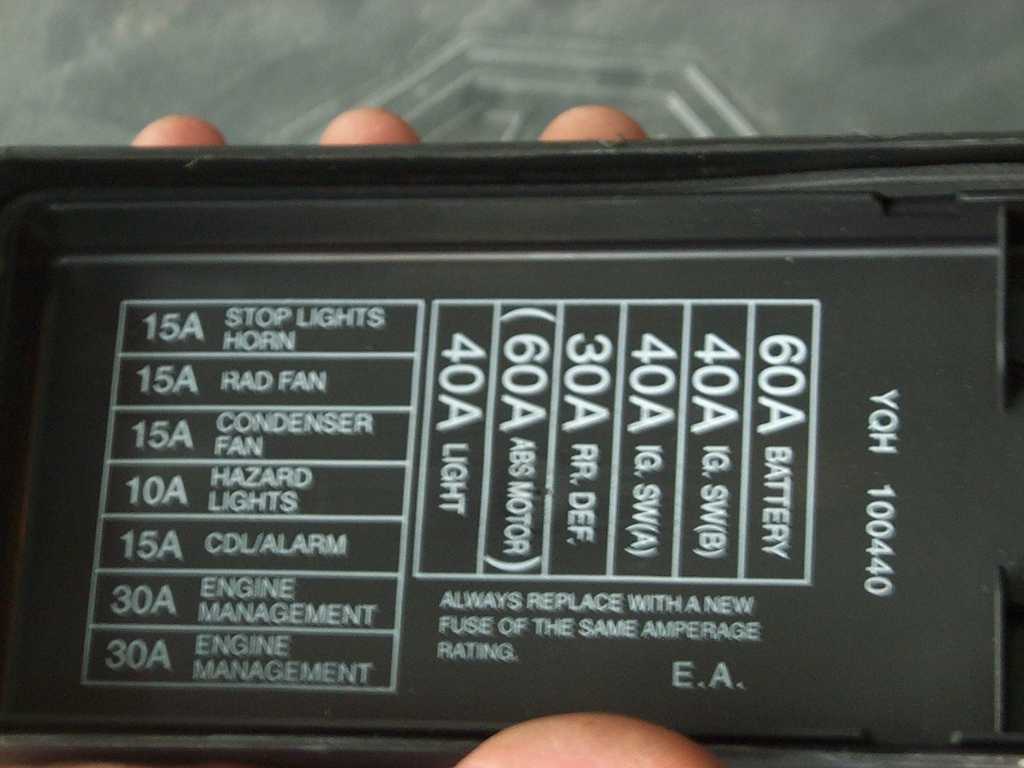 15A STOP LIGHTS
HORN
15A RAD FAN
15A CONDENSER
FAN
10A HAZARD
LIGHTS
15A CDL/ALARM
30A ENGINE
MANAGEMENT
30A ENGINE
MANAGEMENT
40A LIGHT
(60A ABS MOTOR)
30A RR. DEF.
40A IG. SW(A)
40A IG. SW(B)
60A BATTERY
YQH 100440
ALWAYS REPLACE WITH A NEW
FUSE OF THE SAME AMPERAGE
RATING.
E.A.